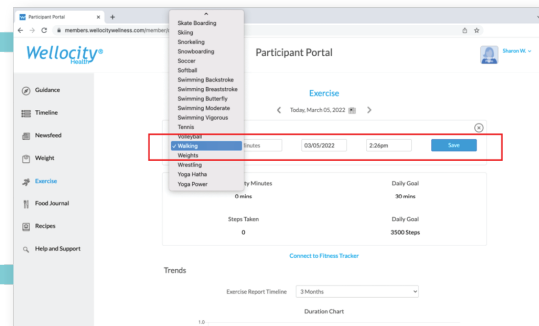 Participant Portal
members.wellocitywellness.com/member/
Wellocity®
Health
Participant Portal
Sharon W.
Guidance
Timeline
Newsfeed
Weight
Exercise
Food Journal
Recipes
Help and Support
Skate Boarding
Skiing
Snorkeling
Snowboarding
Soccer
Softball
Swimming Backstroke
Swimming Breaststroke
Swimming Butterfly
Swimming Moderate
Swimming Vigorous
Tennis
Volleyball
✓ Walking
Weights
Wrestling
Yoga Hatha
Yoga Power
Exercise
Today, March 05, 2022
03/05/2022 2:26pm Save
Minutes Daily Goal
0 mins 30 mins
Steps Taken Daily Goal
0 3500 Steps
Connect to Fitness Tracker
Trends
Exercise Report Timeline 3 Months
Duration Chart
1.0